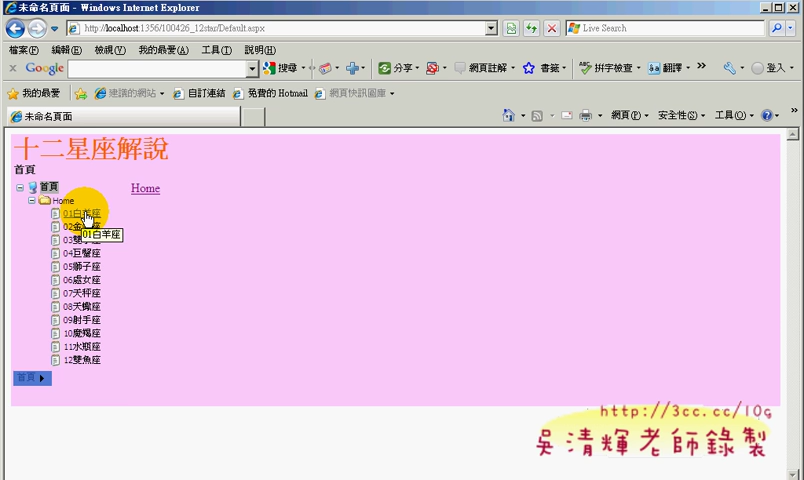 未命名頁面 - Windows Internet Explorer
http://localhost:1356/100426_12star/Default.aspx
Live Search
檔案(F) 編輯(E) 檢視(V) 我的最愛(A) 工具(T) 說明(H)
x Google 搜尋 分享 網頁註解 書籤 拼字檢查 翻譯 » 登入
我的最愛 建議的網站 自訂連結 免費的 Hotmail 網頁快訊圖庫
未命名頁面 網頁(P) 安全性(S) 工具(O) »
十二星座解說
首頁
首頁 Home
Home
01白羊座
01白羊座
04巨蟹座
05獅子座
06處女座
07天秤座
08天蠍座
09射手座
10魔羯座
11水瓶座
12雙魚座
首頁
http://3cc.cc/10g
吳清輝老師錄製